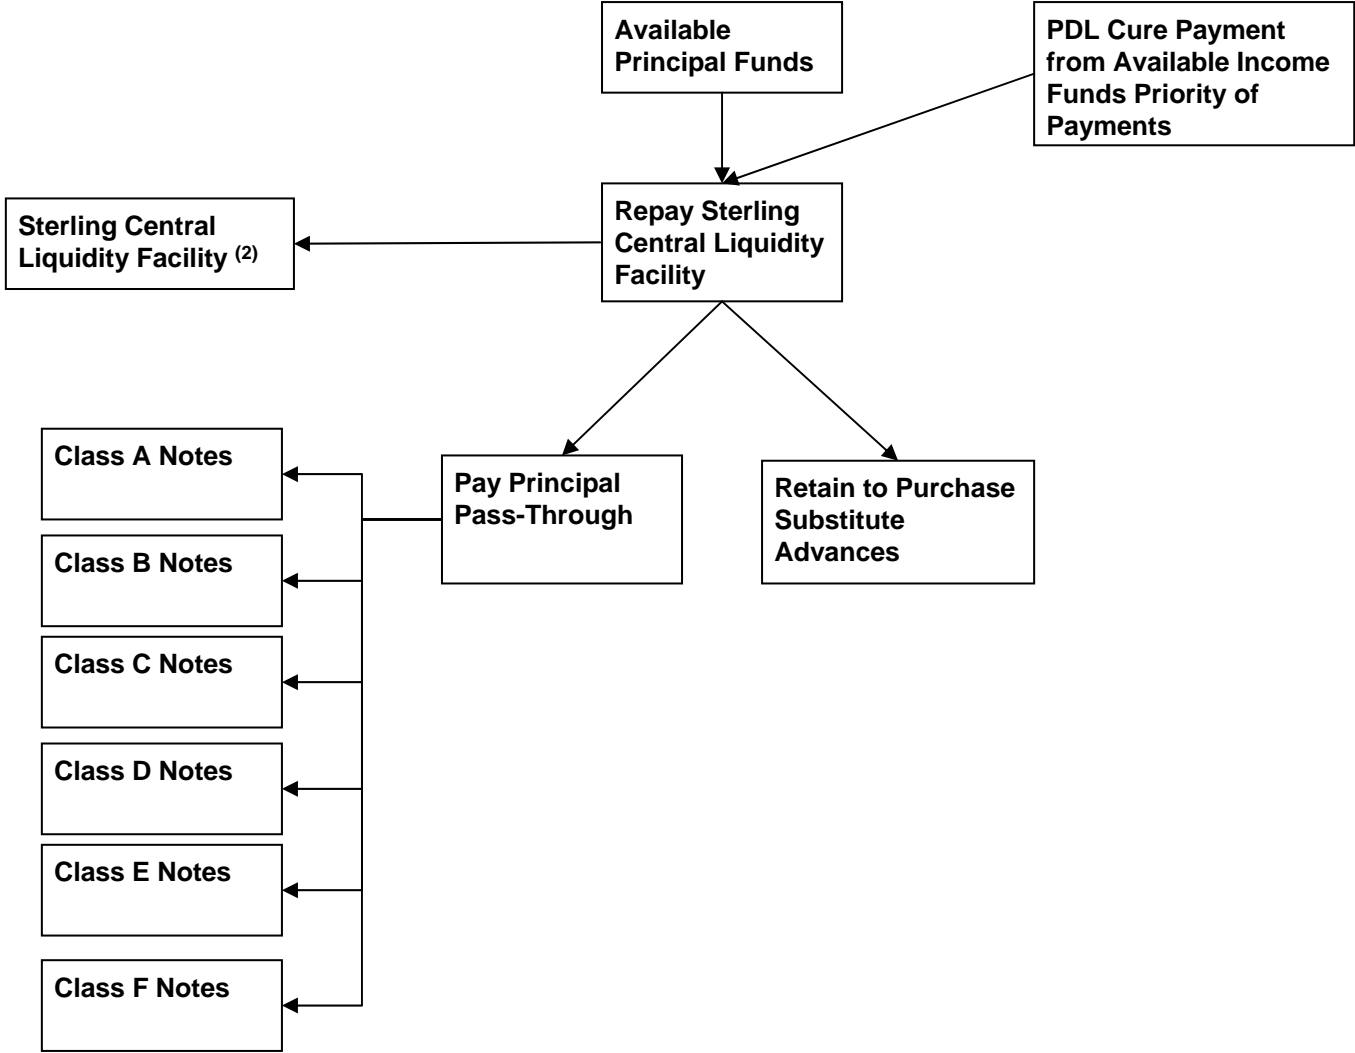 Available
Principal Funds
PDL Cure Payment
from Available Income
Funds Priority of
Payments
Sterling Central
Liquidity Facility (2)
Repay Sterling
Central Liquidity
Facility
Class A Notes
Pay Principal
Pass-Through
Retain to Purchase
Substitute
Advances
Class B Notes
Class C Notes
Class D Notes
Class E Notes
Class F Notes